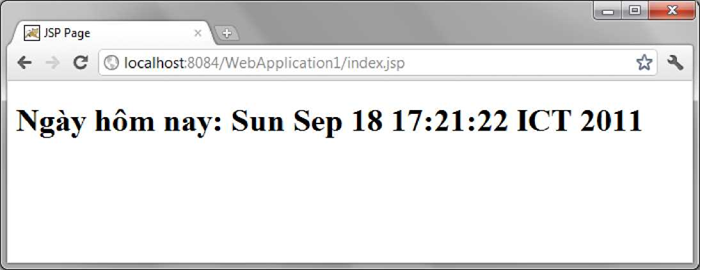 JSP Page
localhost:8084/WebApplication1/index.jsp
Ngày hôm nay: Sun Sep 18 17:21:22 ICT 2011